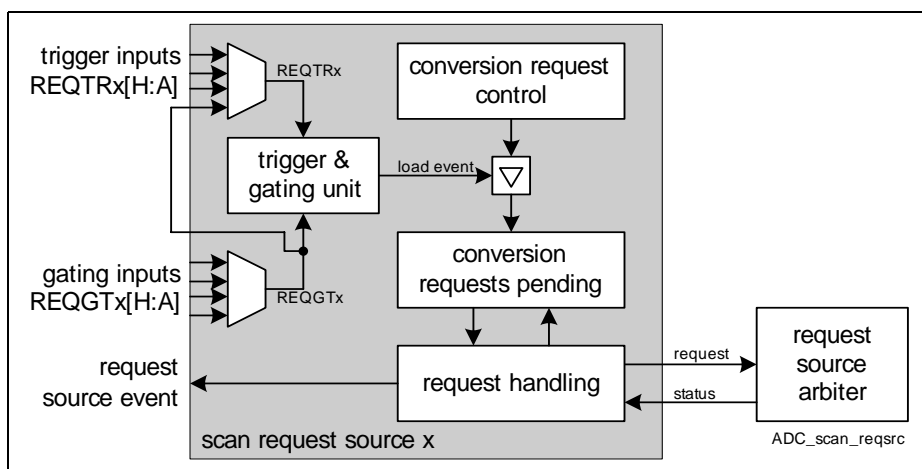 trigger inputs
REQTRx[H:A]
REQTRx
conversion request
control
trigger &
gating unit
load event
gating inputs
REQGTx[H:A]
REQGTx
conversion
requests pending
request
source event
request handling
request
status
request
source
arbiter
scan request source x
ADC_scan_reqsrc